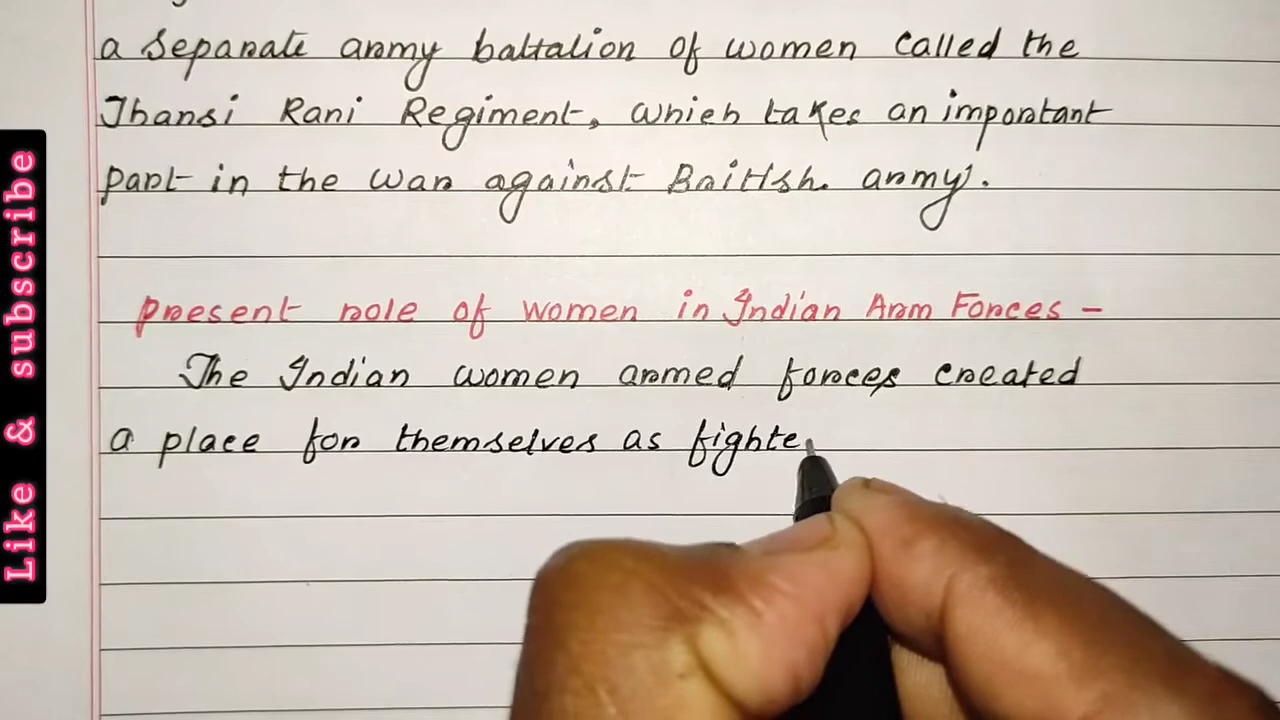 a separate army battalion of women called the
Jhansi Rani Regiment, which takes an important
part in the war against British army.
present role of women in Indian Arm Forces -
The Indian women armed forces created
a place for themselves as fighte
Like & subscribe